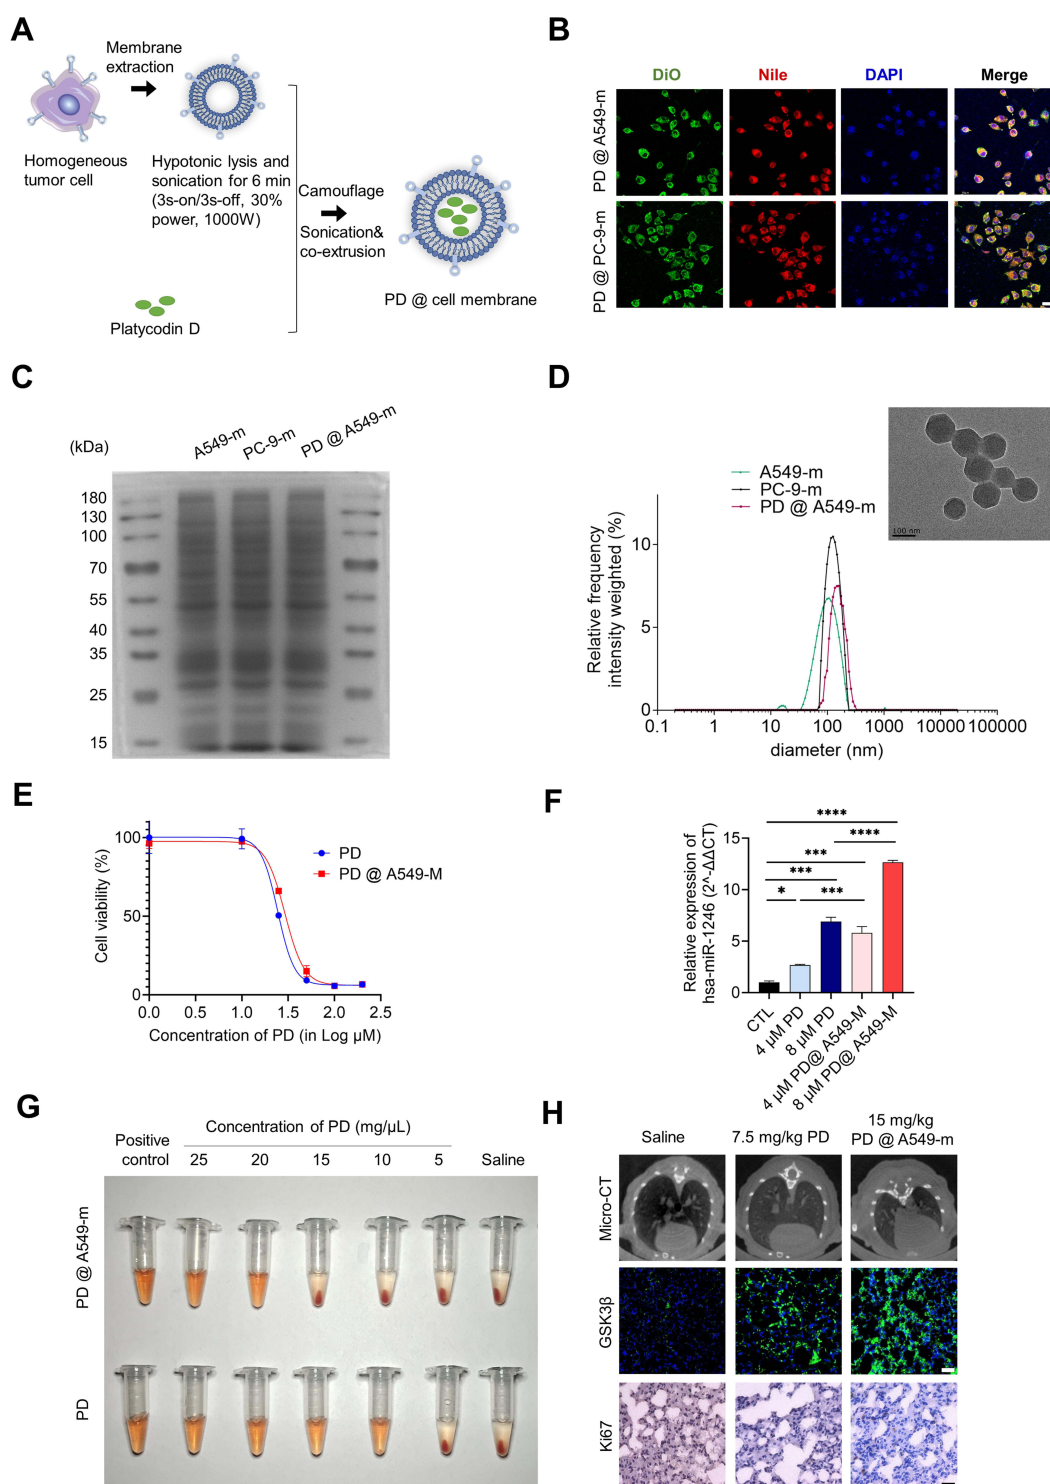 A
Membrane
extraction
Homogeneous
tumor cell
Hypotonic lysis and
sonication for 6 min
(3s-on/3s-off, 30%
power, 1000W)
Camouflage
Sonication&
co-extrusion
Platycodin D
PD @ cell membrane
B
DiO
Nile
DAPI
Merge
PD @ A549-m
PD @ PC-9-m
C
(kDa)
A549-m
PC-9-m
PD @ A549-m
180
130
100
70
55
40
35
25
15
D
A549-m
PC-9-m
PD @ A549-m
100 nm
Relative frequency
intensity weighted (%)
10
5
0
0.1
1
10
100
1000
10000
100000
diameter (nm)
E
Cell viability (%)
100
50
0
PD
PD @ A549-M
0.0
0.5
1.0
1.5
2.0
2.5
Concentration of PD (in Log μM)
F
Relative expression of
hsa-miR-1246 (2^-ΔΔCT)
15
10
5
0
****
****
***
***
*
***
CTL
4 μM PD
8 μM PD
4 μM PD@ A549-M
8 μM PD@ A549-M
G
Concentration of PD (mg/μL)
Positive
control
25
20
15
10
5
Saline
PD @ A549-m
PD
H
Saline
7.5 mg/kg PD
15 mg/kg
PD @ A549-m
Micro-CT
GSK3β
Ki67